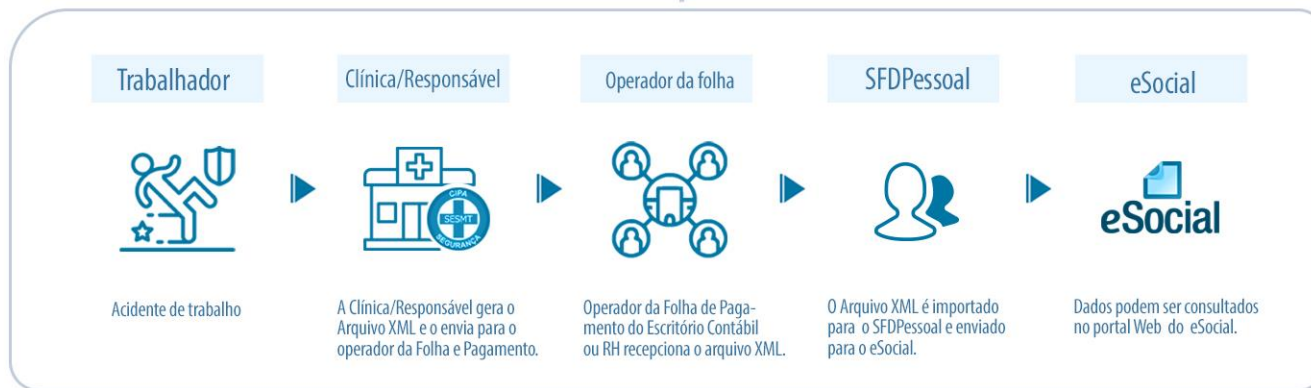 Trabalhador
Clínica/Responsável
Operador da folha
SFDPessoal
eSocial
CIPA
SESMT
SEGURANÇA
eSocial
Acidente de trabalho
A Clínica/Responsável gera o
Arquivo XML e o envia para o
operador da Folha e Pagamento.
Operador da Folha de Paga-
mento do Escritório Contábil
ou RH recepciona o arquivo XML.
O Arquivo XML é importado
para o SFDPessoal e enviado
para o eSocial.
Dados podem ser consultados
no portal Web do eSocial.